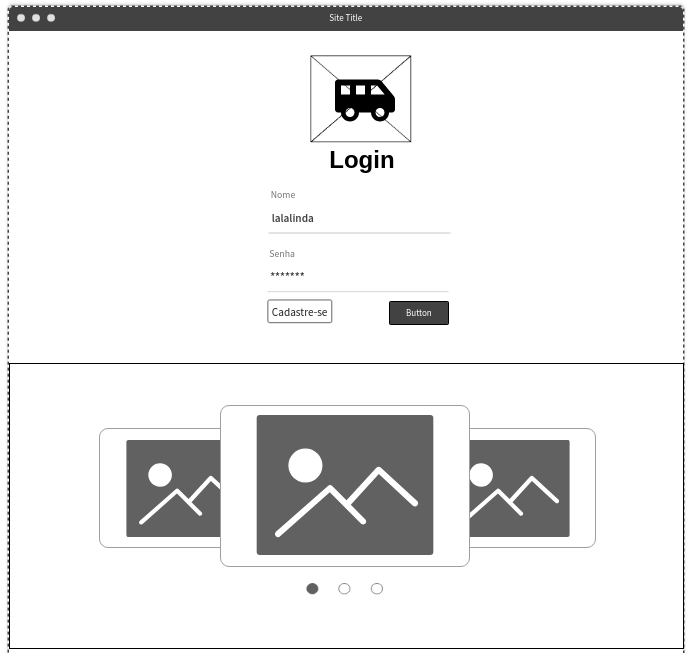 Site Title
Login
Nome
lalalinda
Senha
*******
Cadastre-se
Button